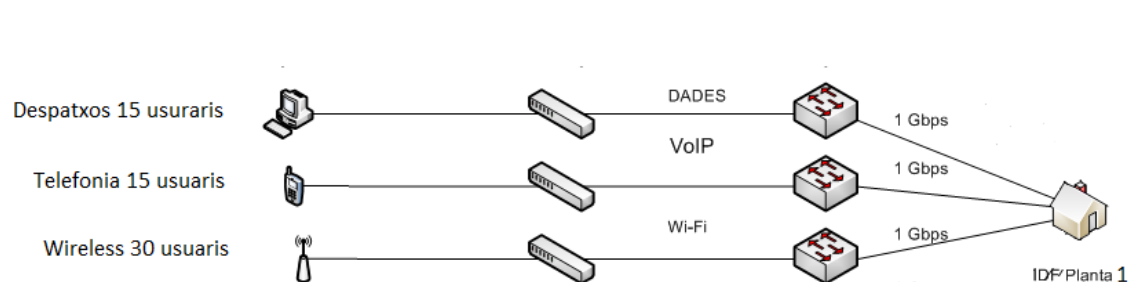 Despatxos 15 usuraris
DADES
1 Gbps
VoIP
Telefonia 15 usuaris
1 Gbps
Wireless 30 usuaris
Wi-Fi
1 Gbps
IDF Planta 1